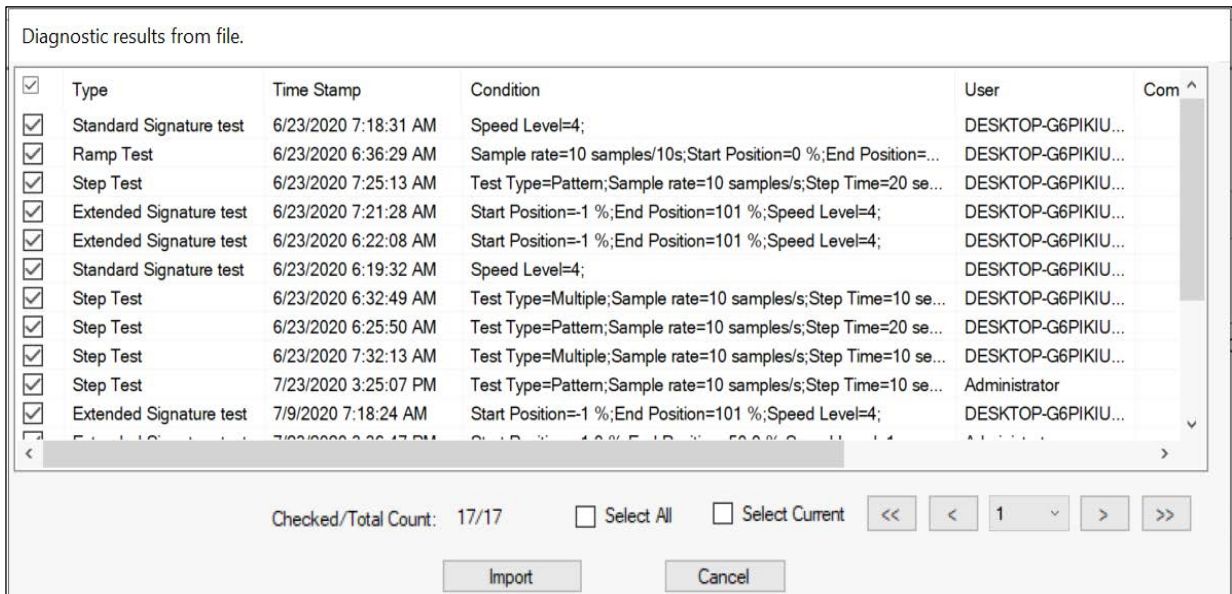 Diagnostic results from file.
Type Time Stamp Condition User Com
Standard Signature test 6/23/2020 7:18:31 AM Speed Level=4; DESKTOP-G6PIKIU...
Ramp Test 6/23/2020 6:36:29 AM Sample rate=10 samples/10s;Start Position=0 %;End Position=... DESKTOP-G6PIKIU...
Step Test 6/23/2020 7:25:13 AM Test Type=Pattern;Sample rate=10 samples/s;Step Time=20 se... DESKTOP-G6PIKIU...
Extended Signature test 6/23/2020 7:21:28 AM Start Position=-1 %;End Position=101 %;Speed Level=4; DESKTOP-G6PIKIU...
Extended Signature test 6/23/2020 6:22:08 AM Start Position=-1 %;End Position=101 %;Speed Level=4; DESKTOP-G6PIKIU...
Standard Signature test 6/23/2020 6:19:32 AM Speed Level=4; DESKTOP-G6PIKIU...
Step Test 6/23/2020 6:32:49 AM Test Type=Multiple;Sample rate=10 samples/s;Step Time=10 se... DESKTOP-G6PIKIU...
Step Test 6/23/2020 6:25:50 AM Test Type=Pattern;Sample rate=10 samples/s;Step Time=20 se... DESKTOP-G6PIKIU...
Step Test 6/23/2020 7:32:13 AM Test Type=Multiple;Sample rate=10 samples/s;Step Time=10 se... DESKTOP-G6PIKIU...
Step Test 7/23/2020 3:25:07 PM Test Type=Pattern;Sample rate=10 samples/s;Step Time=10 se... Administrator
Extended Signature test 7/9/2020 7:18:24 AM Start Position=-1 %;End Position=101 %;Speed Level=4; DESKTOP-G6PIKIU...
Checked/Total Count: 17/17 Select All Select Current << < 1 > >>
Import Cancel